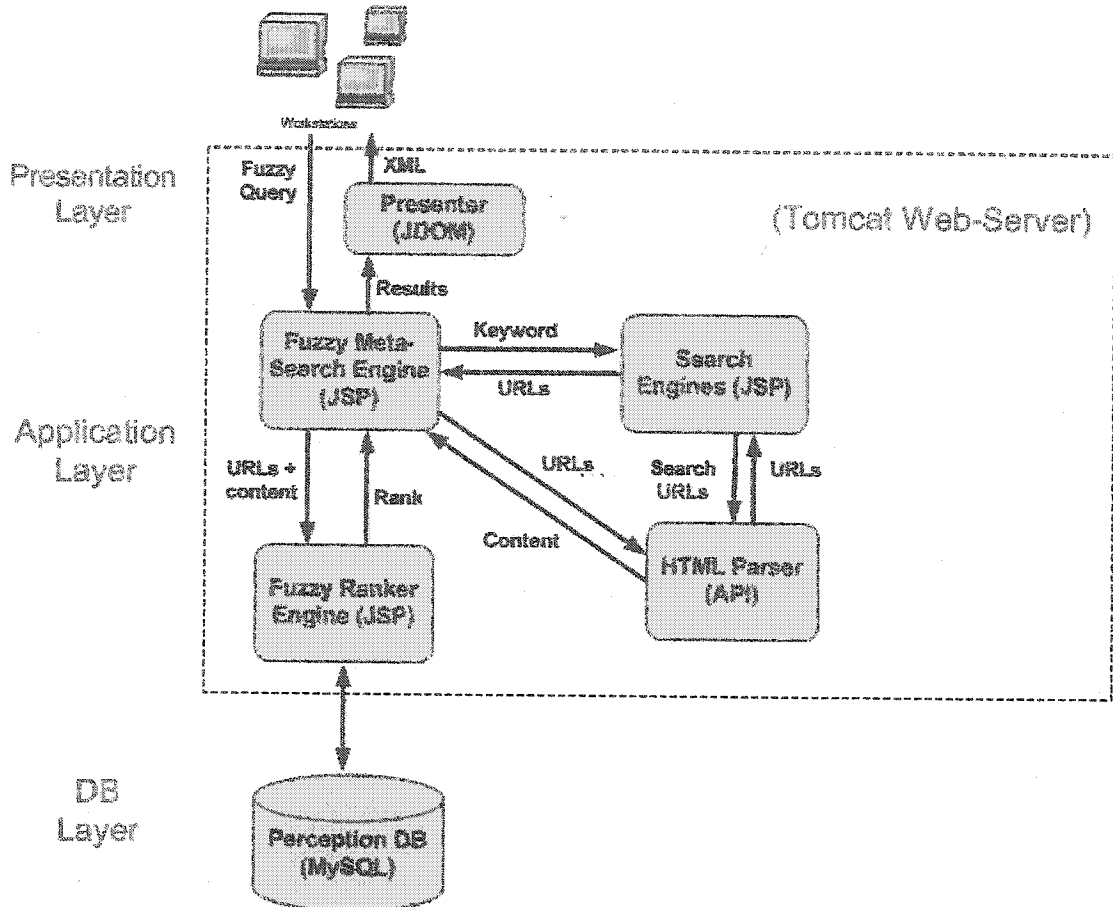 Workstations
Presentation
Layer
Fuzzy
Query
XML
Presenter
(JDOM)
(Tomcat Web-Server)
Results
Fuzzy Meta-
Search Engine
(JSP)
Keyword
URLs
Search
Engines (JSP)
Application
Layer
URLs +
content
Rank
URLs
Content
Search
URLs
URLs
HTML Parser
(API)
Fuzzy Ranker
Engine (JSP)
DB
Layer
Perception DB
(MySQL)